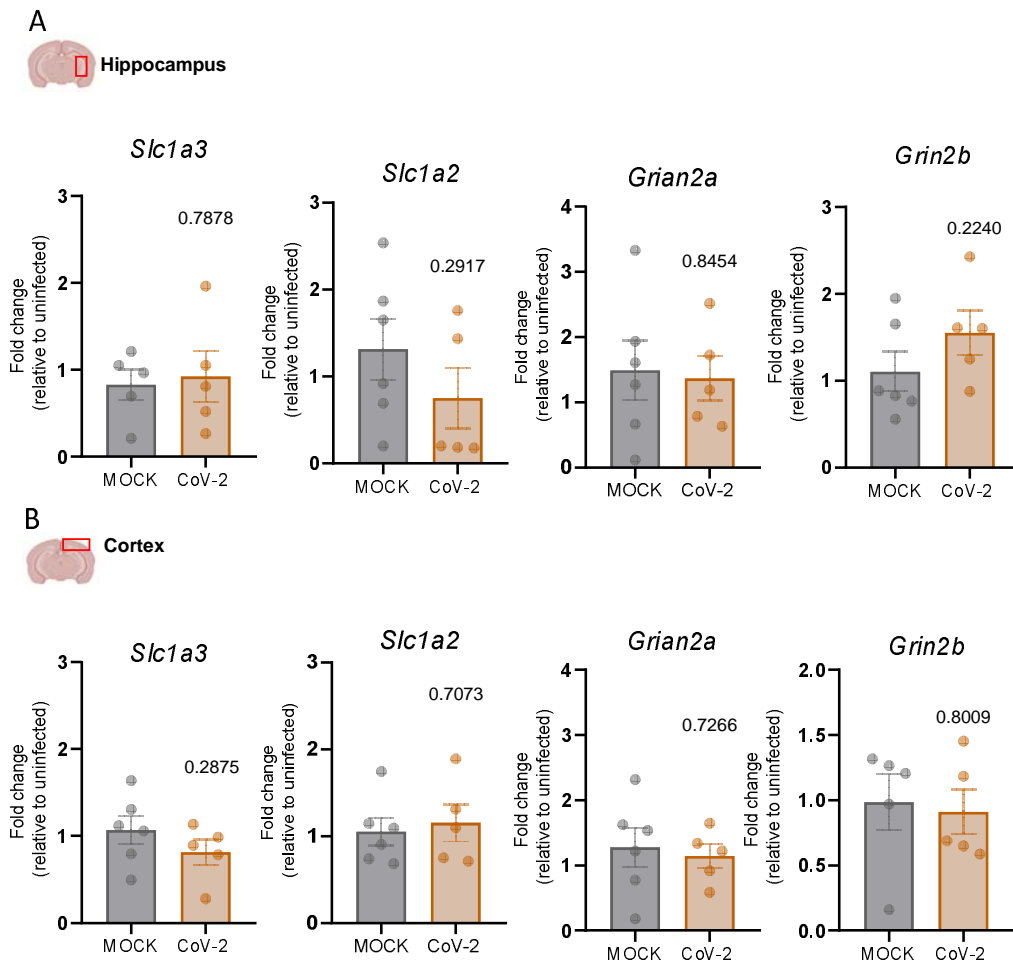 A
Hippocampus
Slc1a3
Fold change
(relative to uninfected)
3
2
1
0
0.7878
MOCK
CoV-2
Slc1a2
Fold change
(relative to uninfected)
3
2
1
0
0.2917
MOCK
CoV-2
Grian2a
Fold change
(relative to uninfected)
4
3
2
1
0
0.8454
MOCK
CoV-2
Grin2b
Fold change
(relative to uninfected)
3
2
1
0
0.2240
MOCK
CoV-2
B
Cortex
Slc1a3
Fold change
(relative to uninfected)
3
2
1
0
0.2875
MOCK
CoV-2
Slc1a2
Fold change
(relative to uninfected)
3
2
1
0
0.7073
MOCK
CoV-2
Grian2a
Fold change
(relative to uninfected)
4
3
2
1
0
0.7266
MOCK
CoV-2
Grin2b
Fold change
(relative to uninfected)
2.0
1.5
1.0
0.5
0.0
0.8009
MOCK
CoV-2